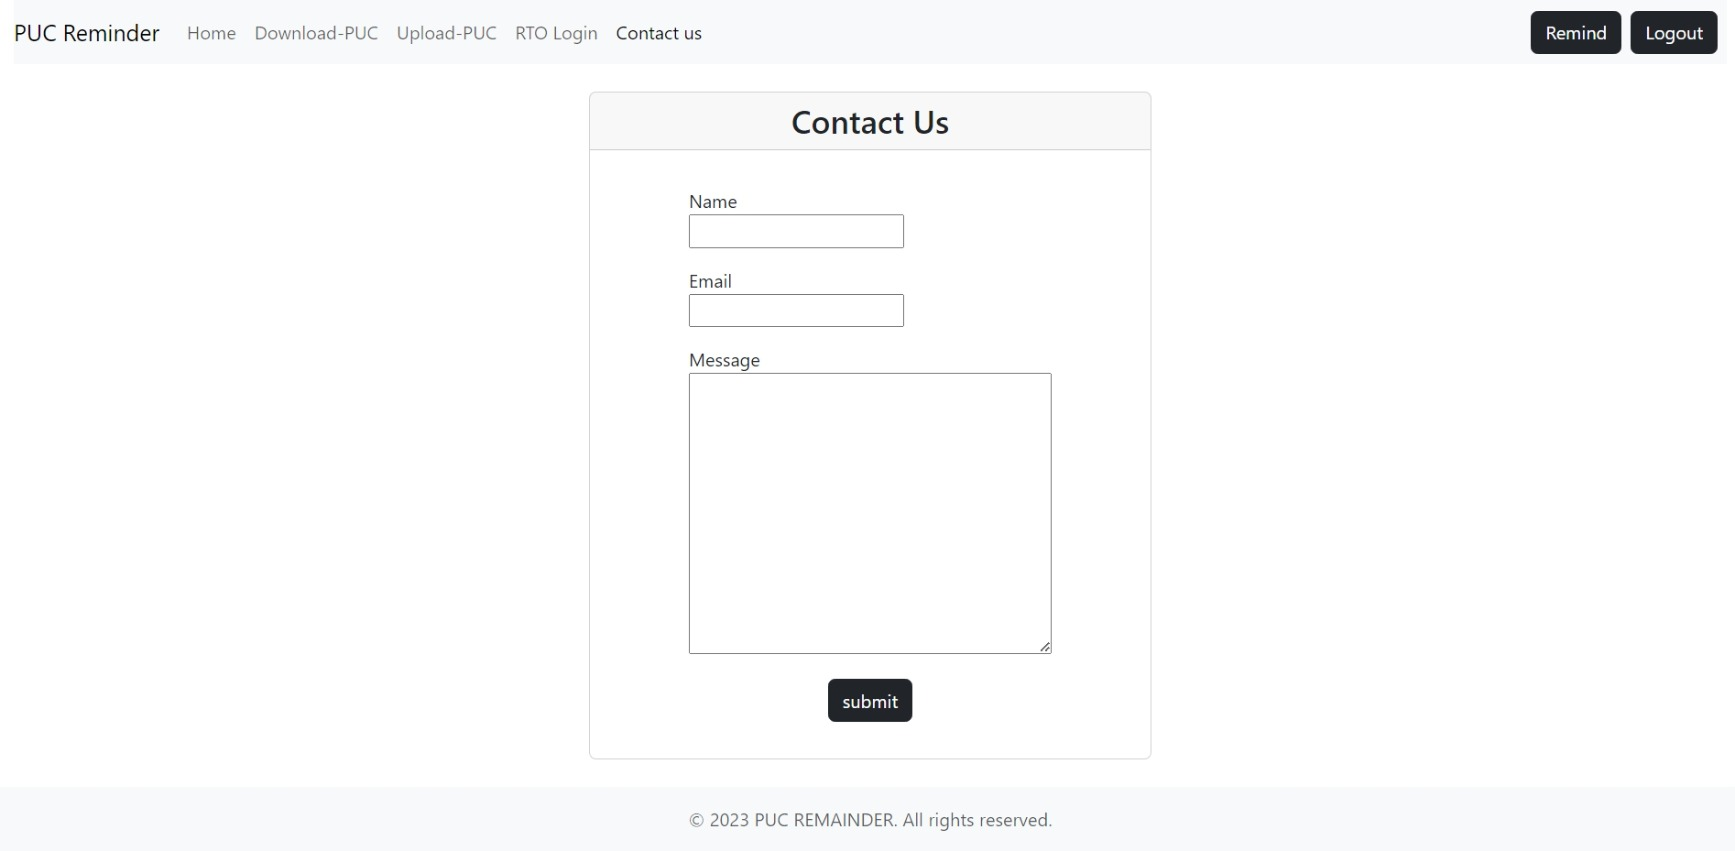 PUC Reminder Home Download-PUC Upload-PUC RTO Login Contact us Remind Logout
Contact Us
Name
Email
Message
submit
© 2023 PUC REMAINDER. All rights reserved.